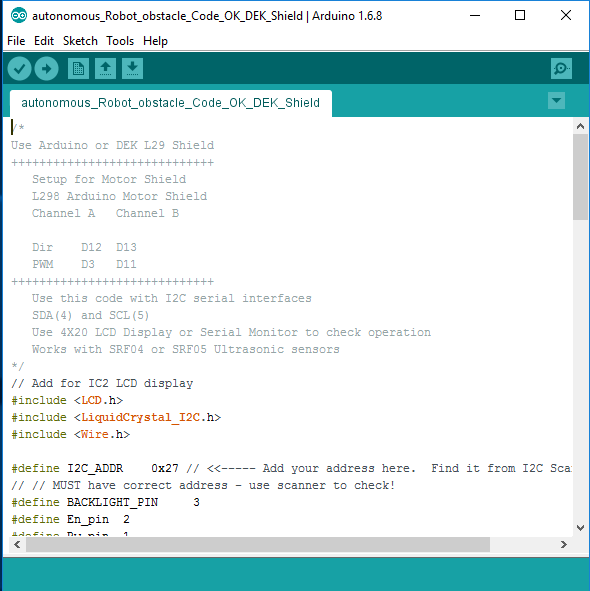 autonomous_Robot_obstacle_Code_OK_DEK_Shield | Arduino 1.6.8
File Edit Sketch Tools Help
autonomous_Robot_obstacle_Code_OK_DEK_Shield
/*
Use Arduino or DEK L29 Shield
+++++++++++++++++++++++++++++
Setup for Motor Shield
L298 Arduino Motor Shield
Channel A   Channel B
Dir    D12  D13
PWM    D3   D11
+++++++++++++++++++++++++++++
Use this code with I2C serial interfaces
SDA(4) and SCL(5)
Use 4X20 LCD Display or Serial Monitor to check operation
Works with SRF04 or SRF05 Ultrasonic sensors
*/
// Add for IC2 LCD display
#include <LCD.h>
#include <LiquidCrystal_I2C.h>
#include <Wire.h>
#define I2C_ADDR    0x27 // <<----- Add your address here.  Find it from I2C
// // MUST have correct address - use scanner to check!
#define BACKLIGHT_PIN     3
#define En_pin  2